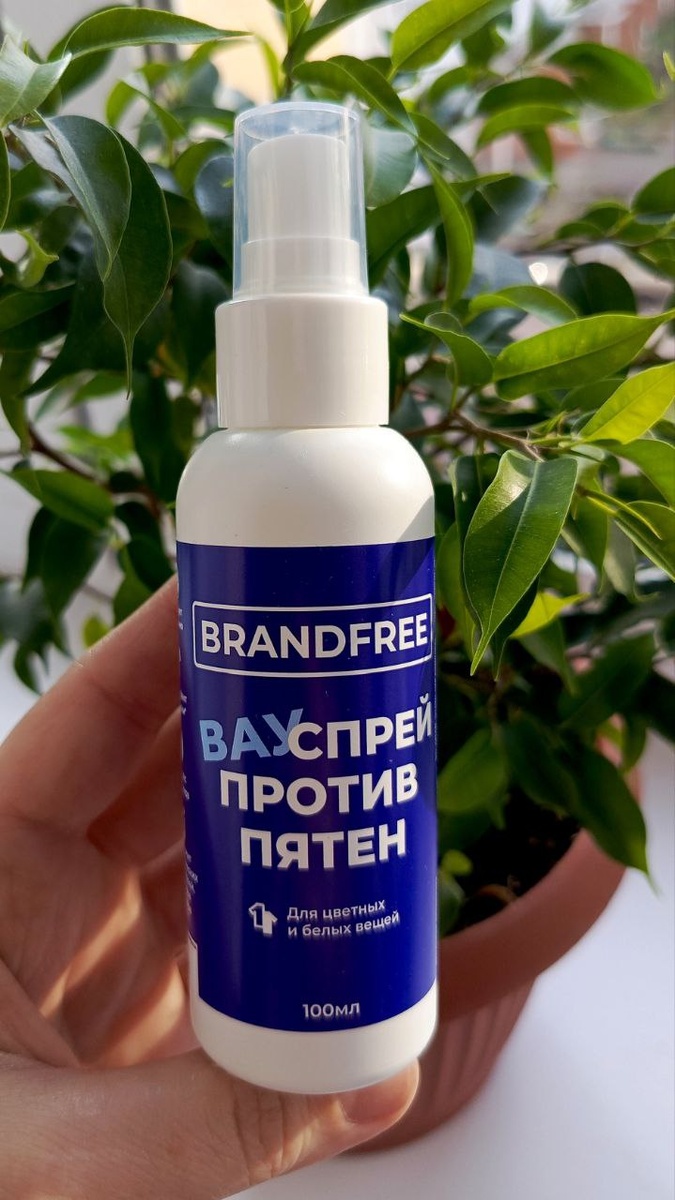 BRANDFREE
ВАУСПРЕЙ
ПРОТИВ
ПЯТЕН
Для цветных
и белых вещей
100мл